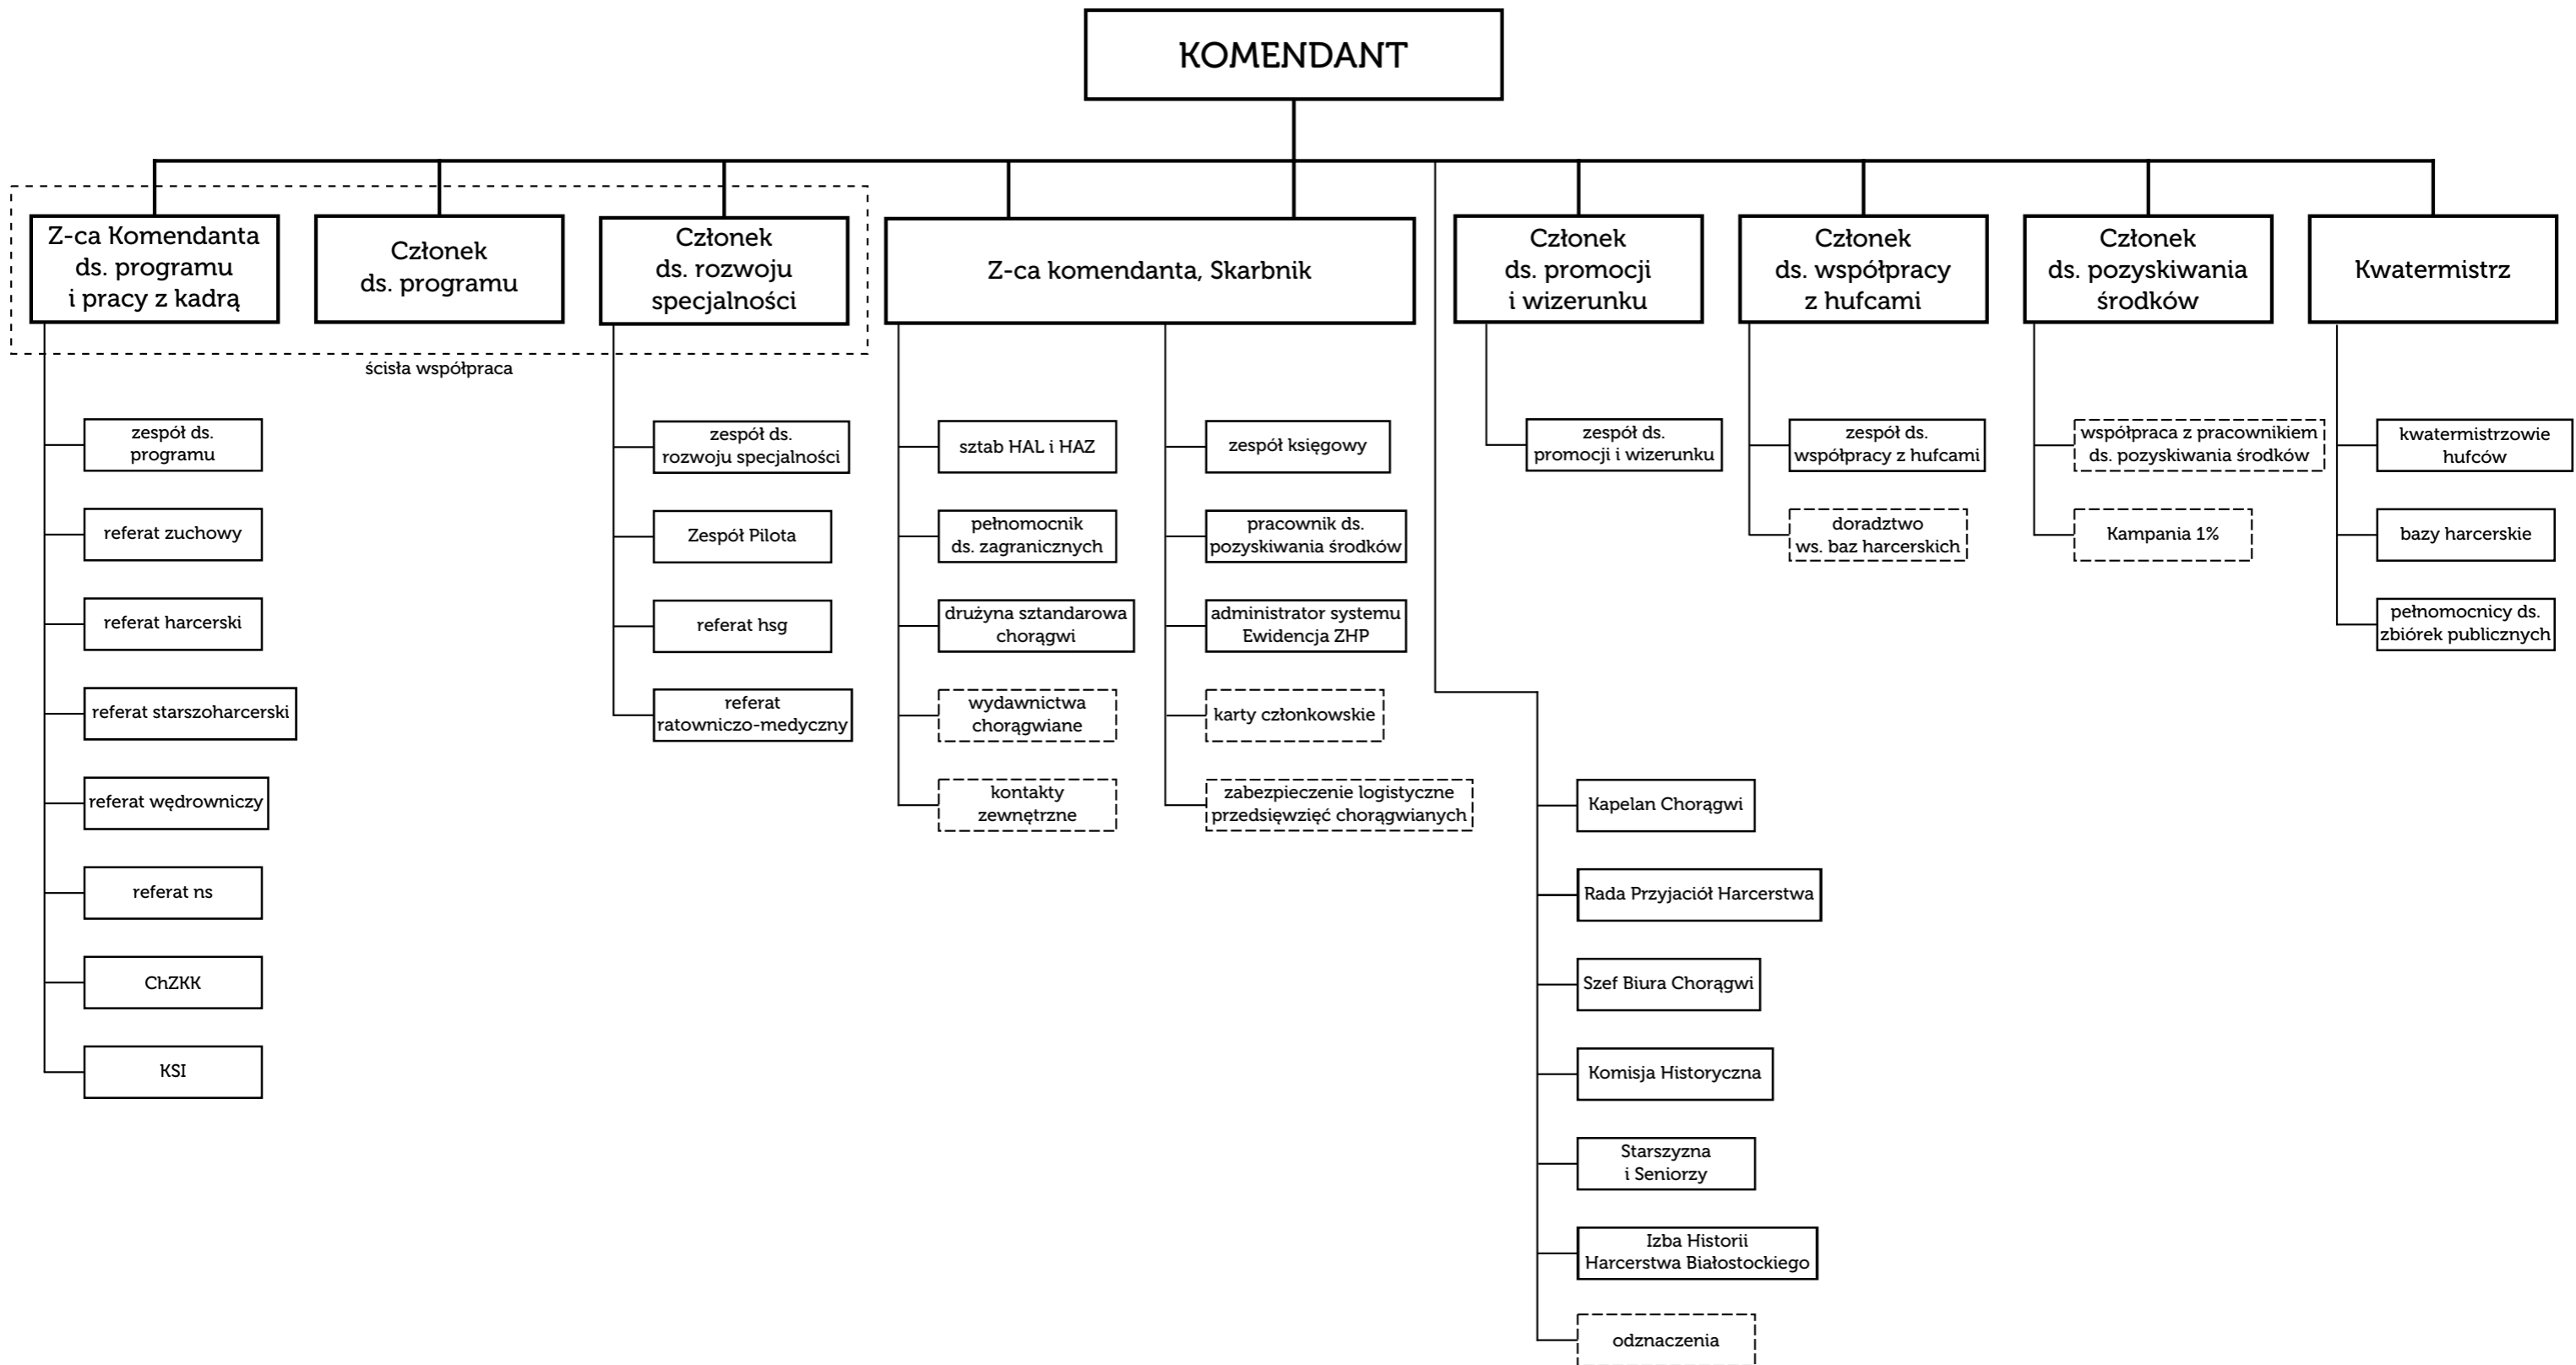 KOMENDANT
Z-ca Komendanta
ds. programu
i pracy z kadrą
Członek
ds. programu
Członek
ds. rozwoju
specjalności
Z-ca komendanta, Skarbnik
Członek
ds. promocji
i wizerunku
Członek
ds. współpracy
z hufcami
Członek
ds. pozyskiwania
środków
Kwatermistrz
ścisła współpraca
zespół ds.
programu
referat zuchowy
referat harcerski
referat starszoharcerski
referat wędrowniczy
referat ns
ChZKK
KSI
zespół ds.
rozwoju specjalności
Zespół Pilota
referat hsg
referat
ratowniczo-medyczny
sztab HAL i HAZ
pełnomocnik
ds. zagranicznych
drużyna sztandarowa
chorągwi
wydawnictwa
chorągwiane
kontakty
zewnętrzne
zespół księgowy
pracownik ds.
pozyskiwania środków
administrator systemu
Ewidencja ZHP
karty członkowskie
zabezpieczenie logistyczne
przedsięwzięć chorągwianych
Kapelan Chorągwi
Rada Przyjaciół Harcerstwa
Szef Biura Chorągwi
Komisja Historyczna
Starszyzna
i Seniorzy
Izba Historii
Harcerstwa Białostockiego
odznaczenia
zespół ds.
promocji i wizerunku
zespół ds.
współpracy z hufcami
doradztwo
ws. baz harcerskich
współpraca z pracownikiem
ds. pozyskiwania środków
Kampania 1%
kwatermistrzowie
hufców
bazy harcerskie
pełnomocnicy ds.
zbiórek publicznych